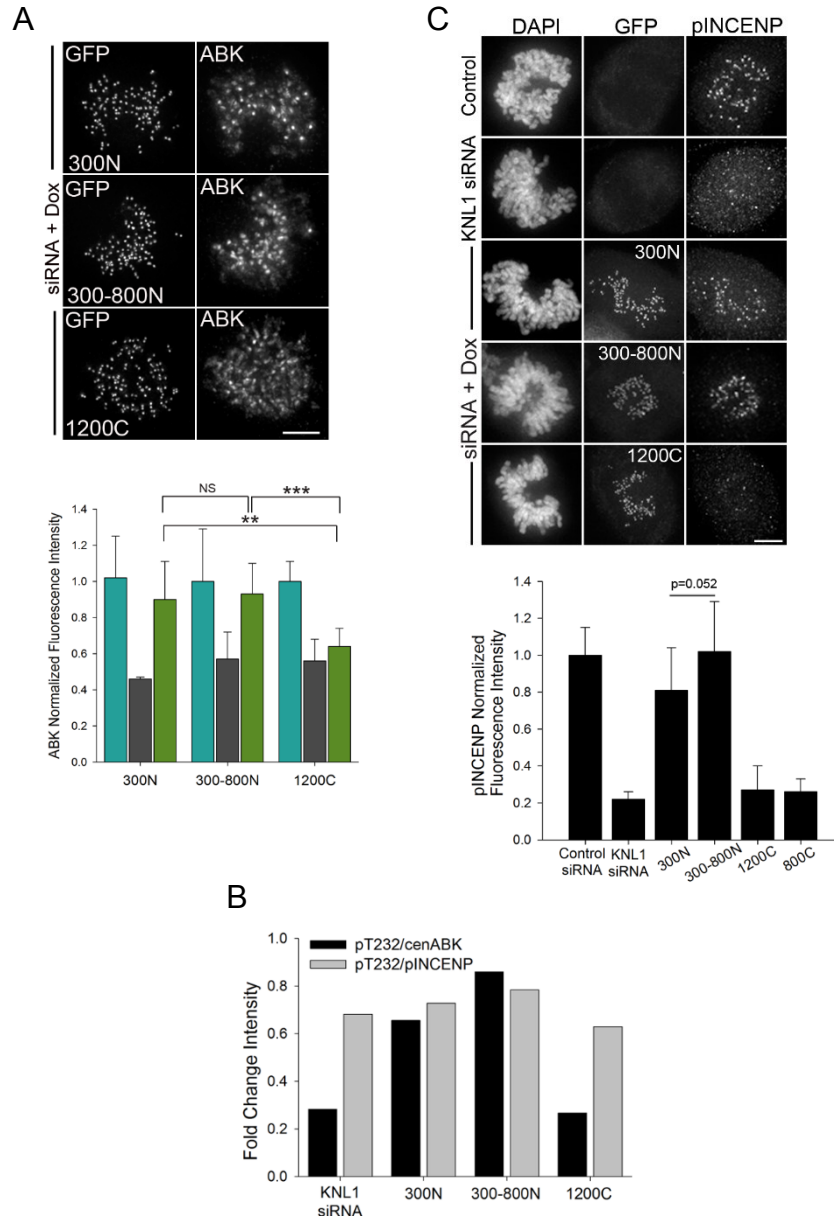 A
siRNA + Dox
GFP
ABK
300N
GFP
ABK
300-800N
GFP
ABK
1200C
ABK Normalized Fluorescence Intensity
1.4
1.2
1.0
0.8
0.6
0.4
0.2
0.0
NS
***
**
300N
300-800N
1200C
C
DAPI
GFP
pINCENP
Control
KNL1 siRNA
siRNA + Dox
300N
300-800N
1200C
pINCENP Normalized
Fluorescence Intensity
1.4
1.2
1.0
0.8
0.6
0.4
0.2
0.0
p=0.052
Control
siRNA
KNL1
siRNA
300N
300-800N
1200C
800C
B
Fold Change Intensity
1.0
0.8
0.6
0.4
0.2
0.0
pT232/cenABK
pT232/pINCENP
KNL1
siRNA
300N
300-800N
1200C